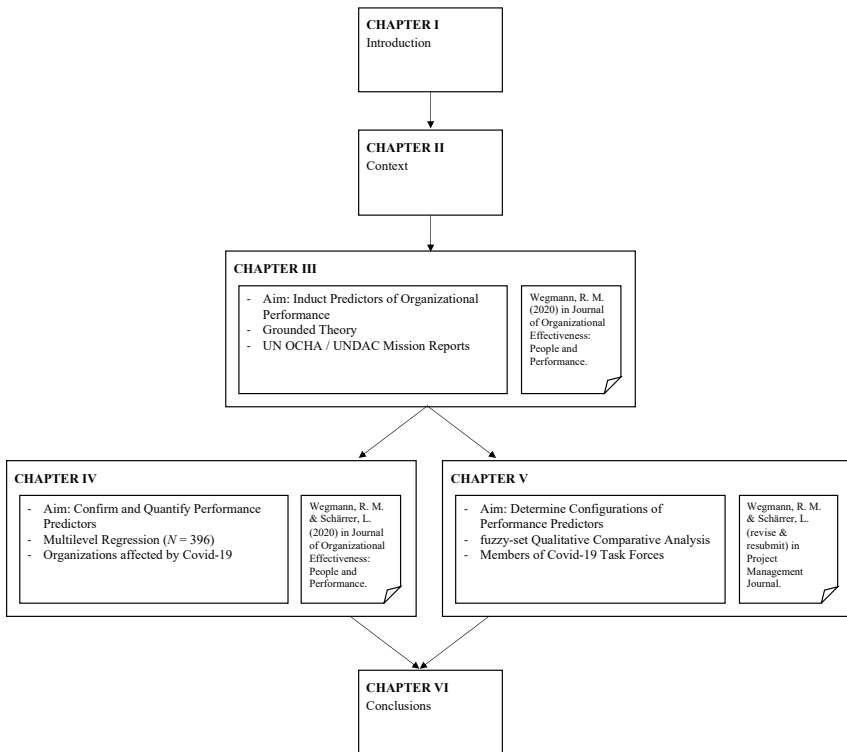 CHAPTER I
Introduction
CHAPTER II
Context
CHAPTER III
- Aim: Induct Predictors of Organizational
Performance
- Grounded Theory
- UN OCHA / UNDAC Mission Reports
Wegmann, R. M.
(2020) in Journal
of Organizational
Effectiveness:
People and
Performance.
CHAPTER IV
- Aim: Confirm and Quantify Performance
Predictors
- Multilevel Regression (N = 396)
- Organizations affected by Covid-19
Wegmann, R. M.
& Schärrer, L.
(2020) in Journal
of Organizational
Effectiveness:
People and
Performance.
CHAPTER V
- Aim: Determine Configurations of
Performance Predictors
- fuzzy-set Qualitative Comparative Analysis
- Members of Covid-19 Task Forces
Wegmann, R. M.
& Schärrer, L.
(revise &
resubmit) in
Project
Management
Journal.
CHAPTER VI
Conclusions